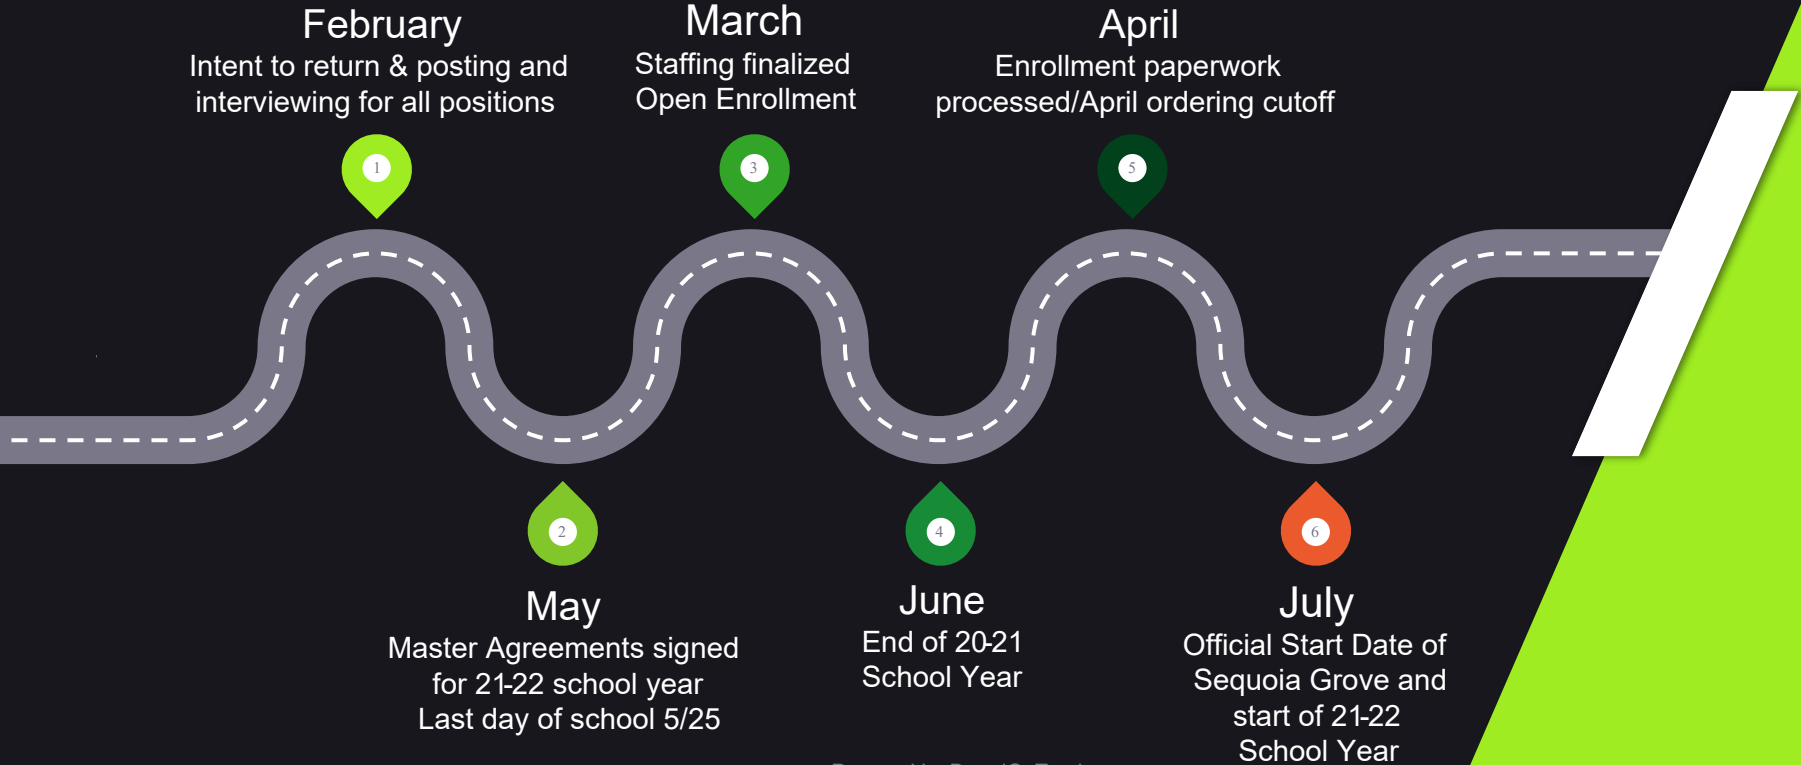 February
Intent to return & posting and
interviewing for all positions
March
Staffing finalized
Open Enrollment
April
Enrollment paperwork
processed/April ordering cutoff
1
3
5
2
4
6
May
Master Agreements signed
for 21-22 school year
Last day of school 5/25
June
End of 20-21
School Year
July
Official Start Date of
Sequoia Grove and
start of 21-22
School Year